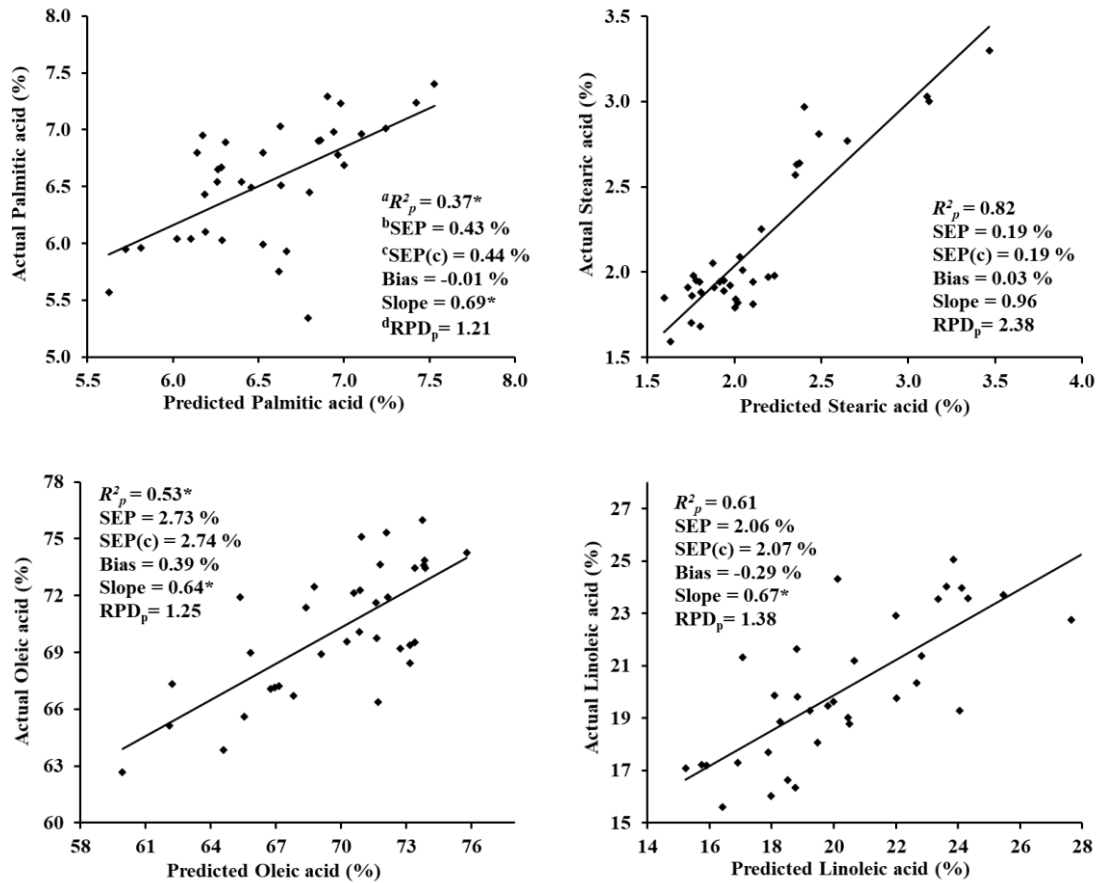 8.0
7.5
7.0
6.5
6.0
5.5
5.0
Actual Palmitic acid (%)
ᵃR²ₚ = 0.37*
ᵇSEP = 0.43 %
ᶜSEP(c) = 0.44 %
Bias = -0.01 %
Slope = 0.69*
ᵈRPDₚ= 1.21
5.5 6.0 6.5 7.0 7.5 8.0
Predicted Palmitic acid (%)
3.5
3.0
2.5
2.0
1.5
Actual Stearic acid (%)
R²ₚ = 0.82
SEP = 0.19 %
SEP(c) = 0.19 %
Bias = 0.03 %
Slope = 0.96
RPDₚ= 2.38
1.5 2.0 2.5 3.0 3.5 4.0
Predicted Stearic acid (%)
78
75
72
69
66
63
60
Actual Oleic acid (%)
R²ₚ = 0.53*
SEP = 2.73 %
SEP(c) = 2.74 %
Bias = 0.39 %
Slope = 0.64*
RPDₚ= 1.25
58 61 64 67 70 73 76
Predicted Oleic acid (%)
27
25
23
21
19
17
15
Actual Linoleic acid (%)
R²ₚ = 0.61
SEP = 2.06 %
SEP(c) = 2.07 %
Bias = -0.29 %
Slope = 0.67*
RPDₚ= 1.38
14 16 18 20 22 24 26 28
Predicted Linoleic acid (%)